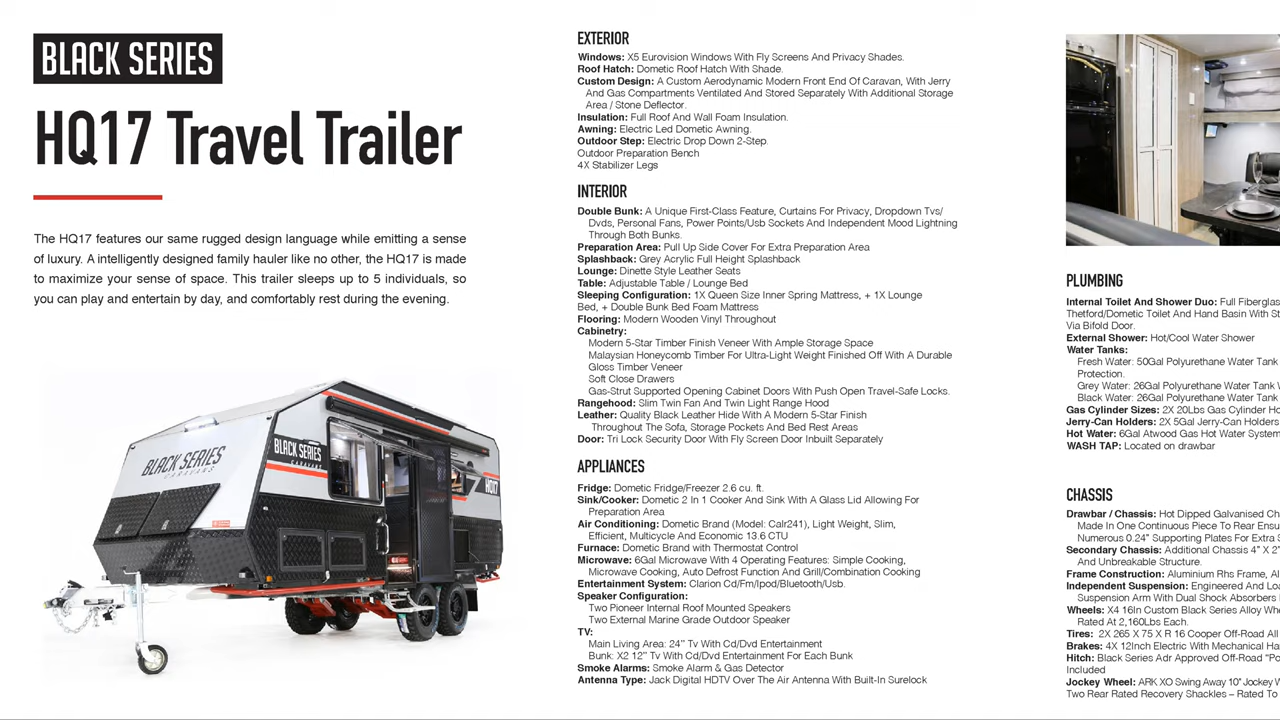 BLACK SERIES
HQ17 Travel Trailer
The HQ17 features our same rugged design language while emitting a sense
of luxury. A intelligently designed family hauler like no other, the HQ17 is made
to maximize your sense of space. This trailer sleeps up to 5 individuals, so
you can play and entertain by day, and comfortably rest during the evening.
BLACK SERIES
CARAVANS
BLACK SERIES
CARAVANS
HQ17
EXTERIOR
Windows: X5 Eurovision Windows With Fly Screens And Privacy Shades.
Roof Hatch: Dometic Roof Hatch With Shade.
Custom Design: A Custom Aerodynamic Modern Front End Of Caravan, With Jerry
And Gas Compartments Ventilated And Stored Separately With Additional Storage
Area / Stone Deflector.
Insulation: Full Roof And Wall Foam Insulation.
Awning: Electric Led Dometic Awning.
Outdoor Step: Electric Drop Down 2-Step.
Outdoor Preparation Bench
4X Stabilizer Legs
INTERIOR
Double Bunk: A Unique First-Class Feature, Curtains For Privacy, Dropdown Tvs/
Dvds, Personal Fans, Power Points/Usb Sockets And Independent Mood Lightning
Through Both Bunks.
Preparation Area: Pull Up Side Cover For Extra Preparation Area
Splashback: Grey Acrylic Full Height Splashback
Lounge: Dinette Style Leather Seats
Table: Adjustable Table / Lounge Bed
Sleeping Configuration: 1X Queen Size Inner Spring Mattress, + 1X Lounge
Bed, + Double Bunk Bed Foam Mattress
Flooring: Modern Wooden Vinyl Throughout
Cabinetry:
Modern 5-Star Timber Finish Veneer With Ample Storage Space
Malaysian Honeycomb Timber For Ultra-Light Weight Finished Off With A Durable
Gloss Timber Veneer
Soft Close Drawers
Gas-Strut Supported Opening Cabinet Doors With Push Open Travel-Safe Locks.
Rangehood: Slim Twin Fan And Twin Light Range Hood
Leather: Quality Black Leather Hide With A Modern 5-Star Finish
Throughout The Sofa, Storage Pockets And Bed Rest Areas
Door: Tri Lock Security Door With Fly Screen Door Inbuilt Separately
APPLIANCES
Fridge: Dometic Fridge/Freezer 2.6 cu. ft.
Sink/Cooker: Dometic 2 In 1 Cooker And Sink With A Glass Lid Allowing For
Preparation Area
Air Conditioning: Dometic Brand (Model: Calr241), Light Weight, Slim,
Efficient, Multicycle And Economic 13.6 CTU
Furnace: Dometic Brand with Thermostat Control
Microwave: 6Gal Microwave With 4 Operating Features: Simple Cooking,
Microwave Cooking, Auto Defrost Function And Grill/Combination Cooking
Entertainment System: Clarion Cd/Fm/Ipod/Bluetooth/Usb.
Speaker Configuration:
Two Pioneer Internal Roof Mounted Speakers
Two External Marine Grade Outdoor Speaker
TV:
Main Living Area: 24” Tv With Cd/Dvd Entertainment
Bunk: X2 12” Tv With Cd/Dvd Entertainment For Each Bunk
Smoke Alarms: Smoke Alarm & Gas Detector
Antenna Type: Jack Digital HDTV Over The Air Antenna With Built-In Surelock
PLUMBING
Internal Toilet And Shower Duo: Full Fiberglas
Thetford/Dometic Toilet And Hand Basin With St
Via Bifold Door.
External Shower: Hot/Cool Water Shower
Water Tanks:
Fresh Water: 50Gal Polyurethane Water Tank
Protection.
Grey Water: 26Gal Polyurethane Water Tank W
Black Water: 26Gal Polyurethane Water Tank
Gas Cylinder Sizes: 2X 20Lbs Gas Cylinder Ho
Jerry-Can Holders: 2X 5Gal Jerry-Can Holders
Hot Water: 6Gal Atwood Gas Hot Water System
WASH TAP: Located on drawbar
CHASSIS
Drawbar / Chassis: Hot Dipped Galvanised Ch
Made In One Continuous Piece To Rear Ensu
Numerous 0.24” Supporting Plates For Extra S
Secondary Chassis: Additional Chassis 4” X 2”
And Unbreakable Structure.
Frame Construction: Aluminium Rhs Frame, Al
Independent Suspension: Engineered And Loa
Suspension Arm With Dual Shock Absorbers
Wheels: X4 16In Custom Black Series Alloy Whe
Rated At 2,160Lbs Each.
Tires: 2X 265 X 75 X R 16 Cooper Off-Road All
Brakes: 4X 12Inch Electric With Mechanical Ha
Hitch: Black Series Adr Approved Off-Road “Po
Included
Jockey Wheel: ARK XO Swing Away 10” Jockey W
Two Rear Rated Recovery Shackles – Rated To